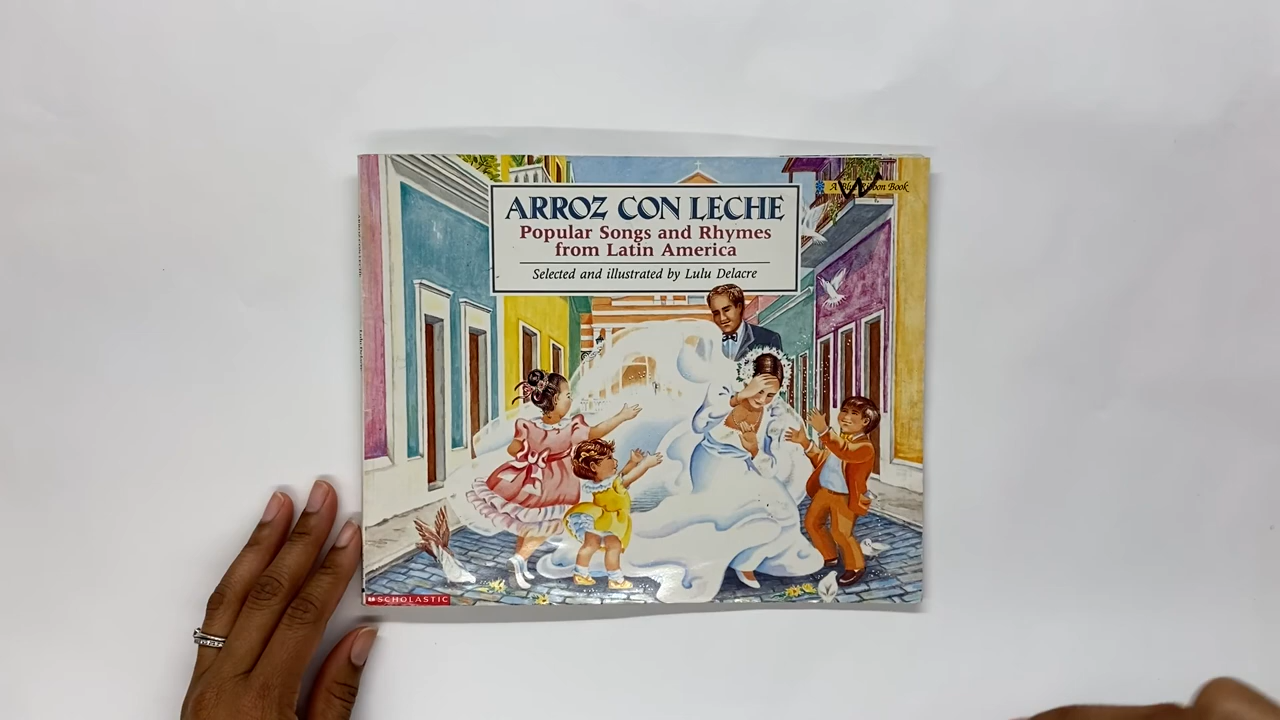 A Blue Ribbon Book
ARROZ CON LECHE
Popular Songs and Rhymes
from Latin America
Selected and illustrated by Lulu Delacre
SCHOLASTIC